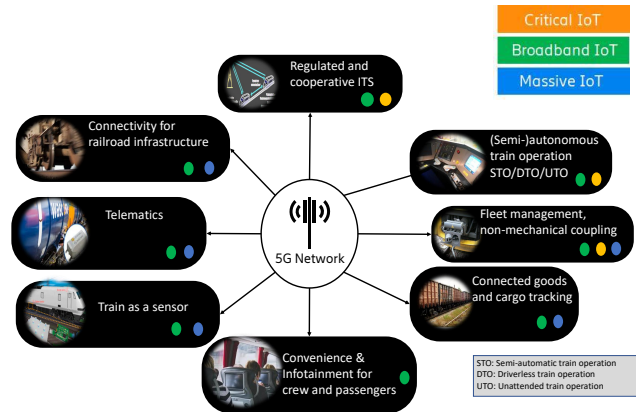 Critical IoT
Broadband IoT
Massive IoT
Regulated and
cooperative ITS
Connectivity for
railroad infrastructure
(Semi-)autonomous
train operation
STO/DTO/UTO
Telematics
5G Network
Fleet management,
non-mechanical coupling
Train as a sensor
Connected goods
and cargo tracking
Convenience &
Infotainment for
crew and passengers
STO: Semi-automatic train operation
DTO: Driverless train operation
UTO: Unattended train operation